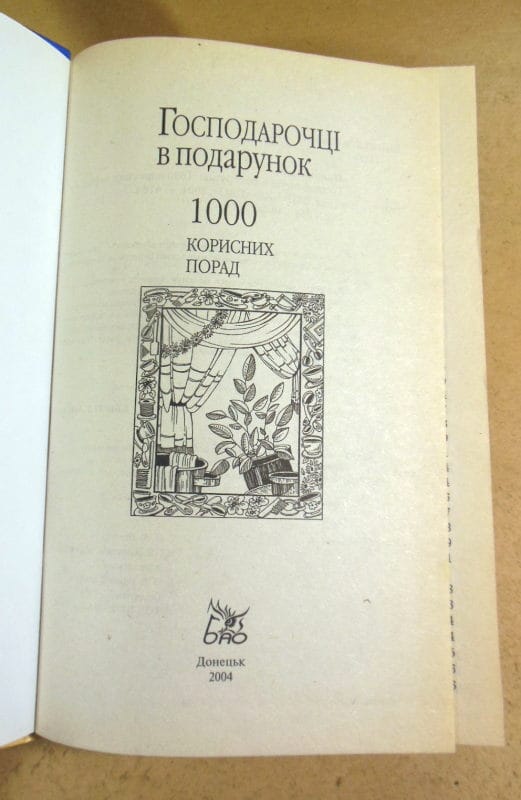 Господарочці
в подарунок
1000
корисних
порад
БАО
Донецьк
2004